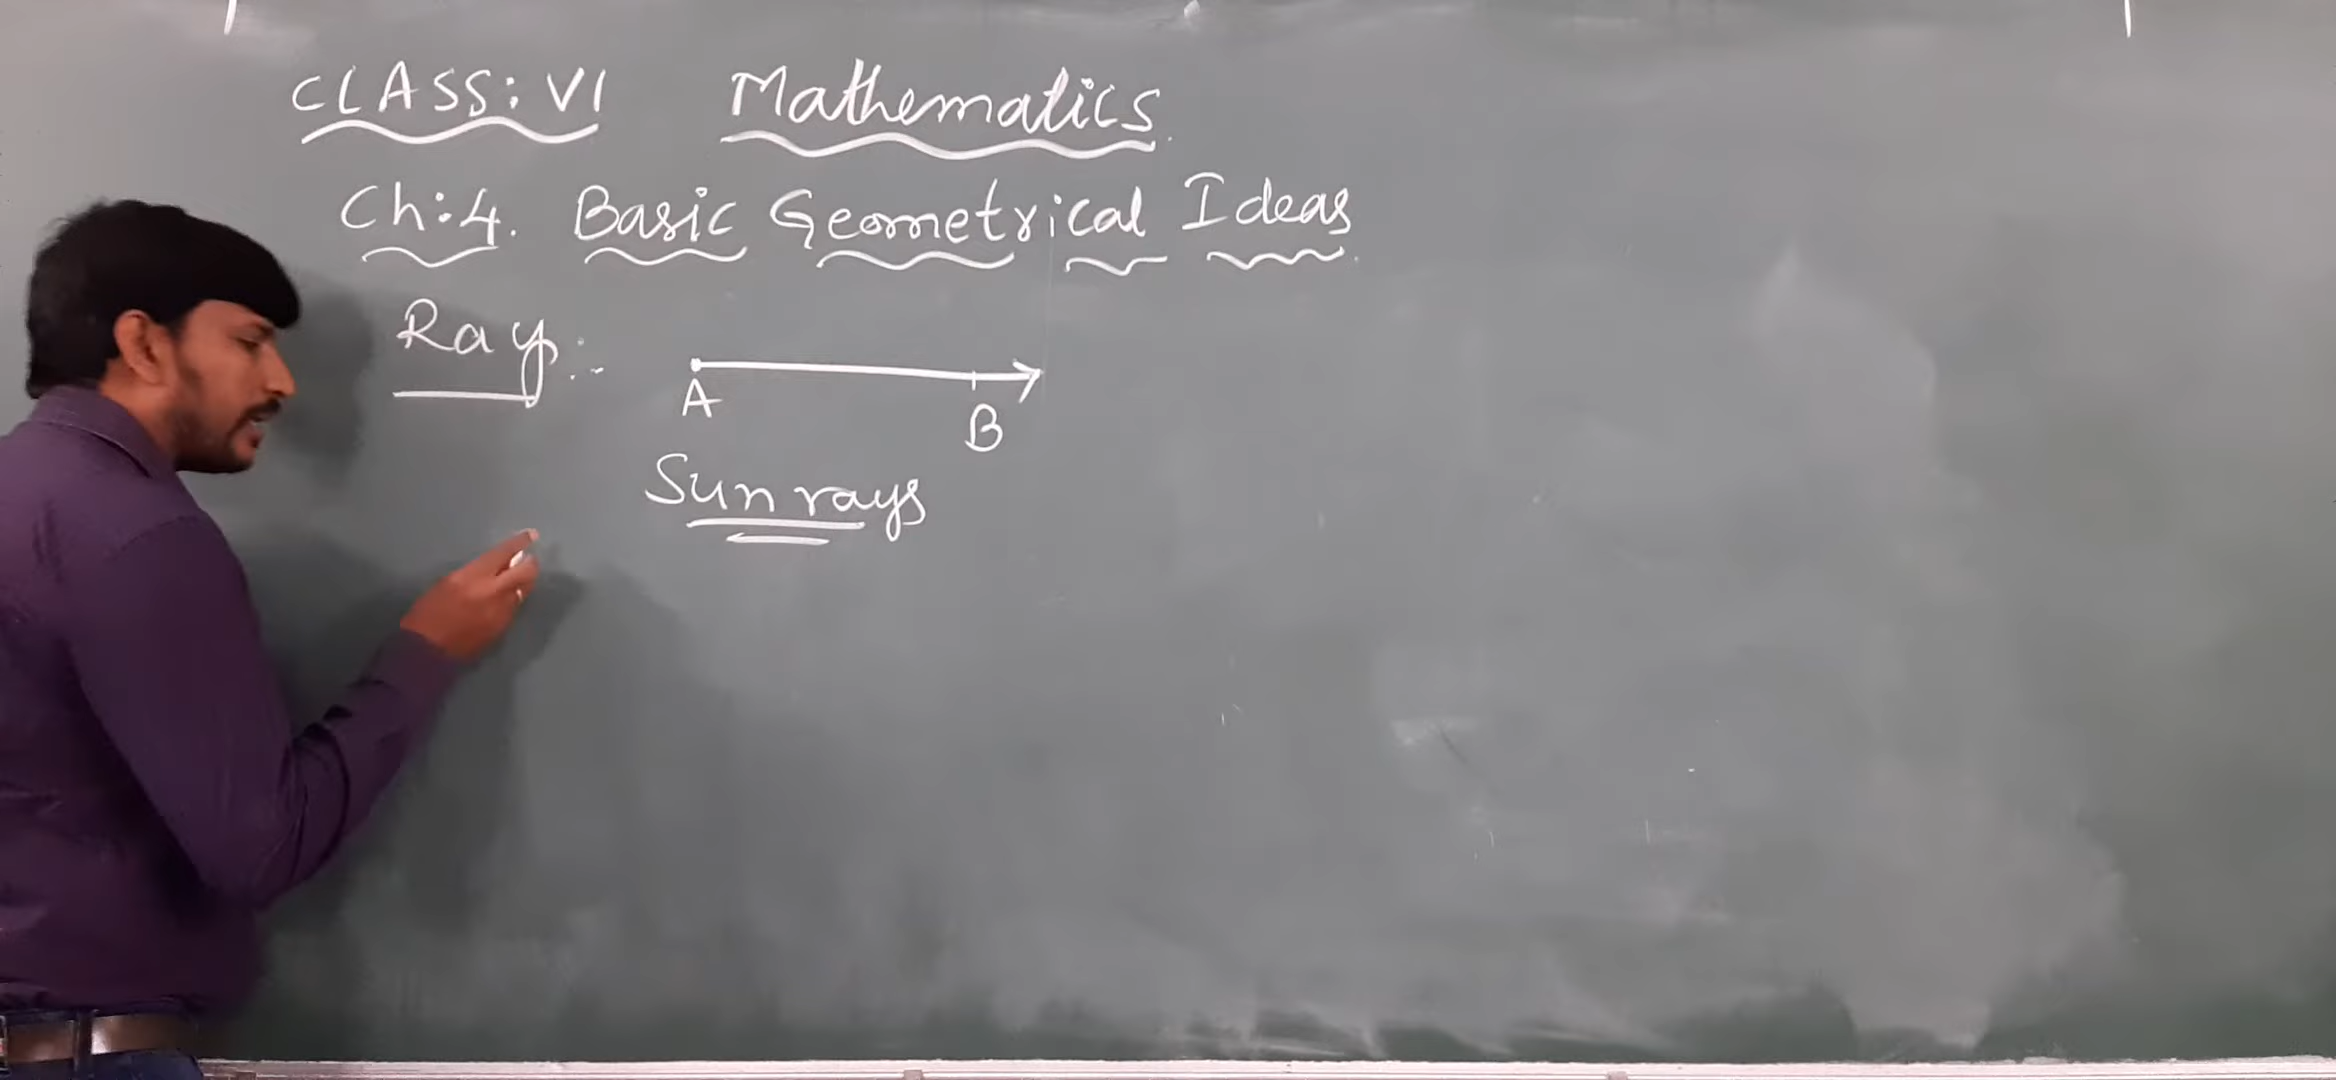 CLASS: VI Mathematics.
Ch:4. Basic Geometrical Ideas.
Ray:-
A B
Sun rays